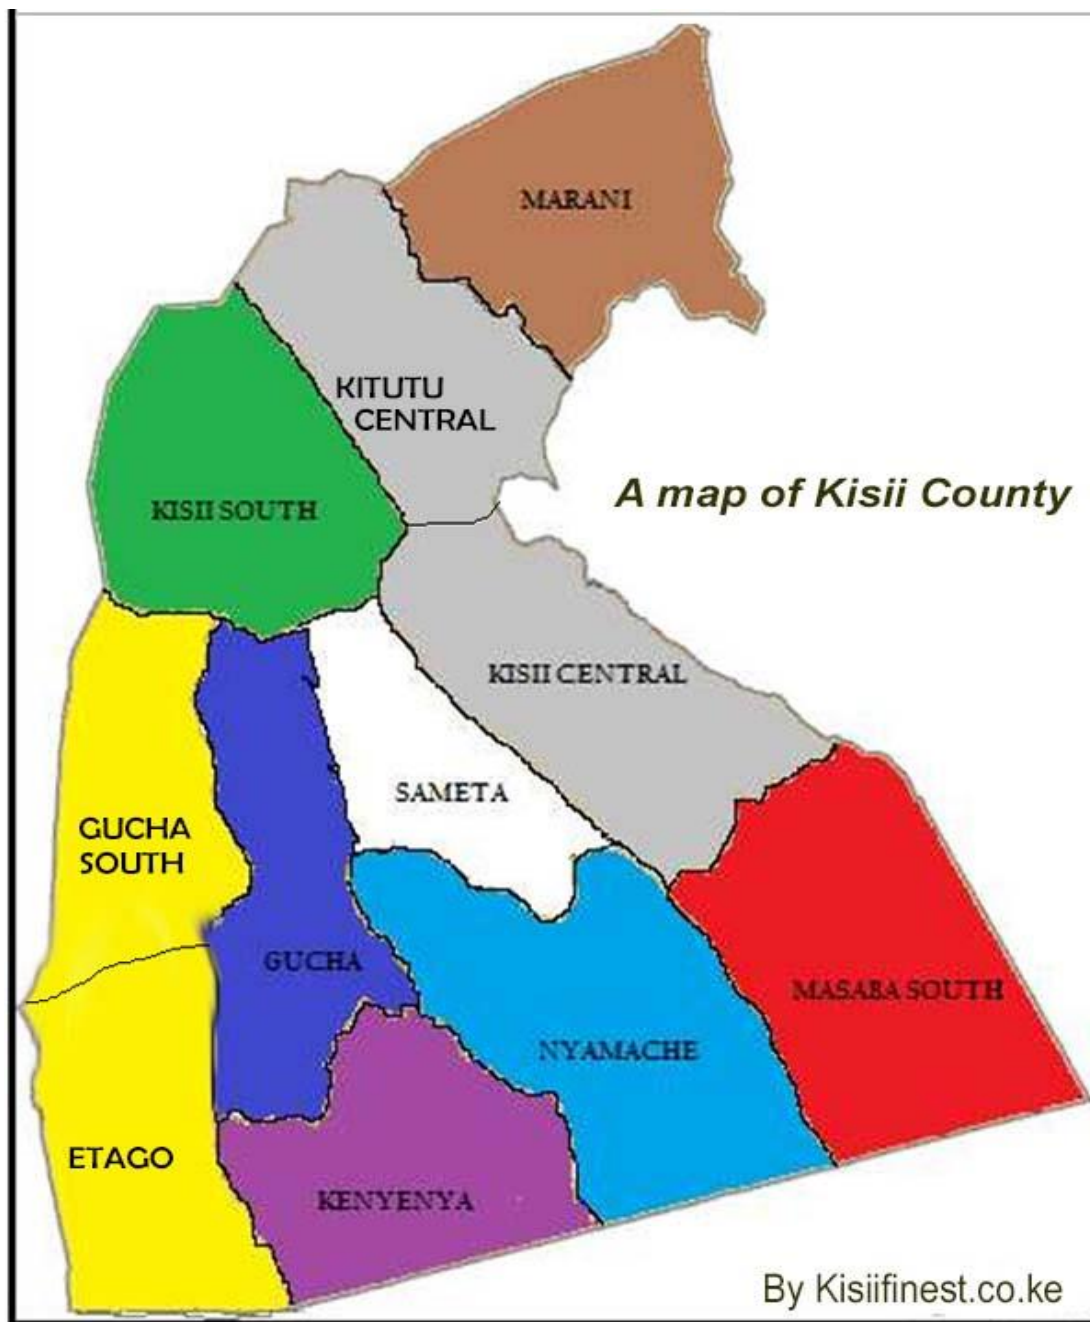 MARANI
KITUTU
CENTRAL
A map of Kisii County
KISII SOUTH
KISII CENTRAL
SAMETA
GUCHA
SOUTH
GUCHA
MASABA SOUTH
NYAMACHE
ETAGO
KENYENYA
By Kisiifinest.co.ke